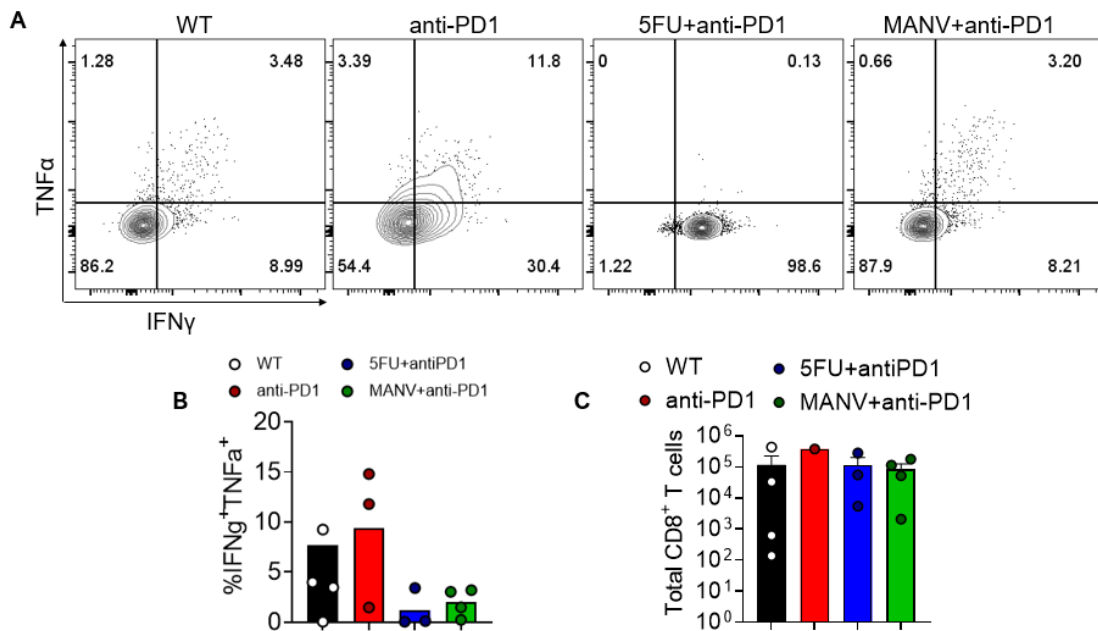 A
WT
anti-PD1
5FU+anti-PD1
MANV+anti-PD1
1.28
3.48
3.39
11.8
0
0.13
0.66
3.20
TNFα
86.2
8.99
54.4
30.4
1.22
98.6
87.9
8.21
IFNγ
WT
5FU+antiPD1
anti-PD1
MANV+anti-PD1
B
%IFNg+TNFa+
20
15
10
5
0
WT
5FU+antiPD1
anti-PD1
MANV+anti-PD1
C
Total CD8+ T cells
10^6
10^5
10^4
10^3
10^2
10^1
10^0